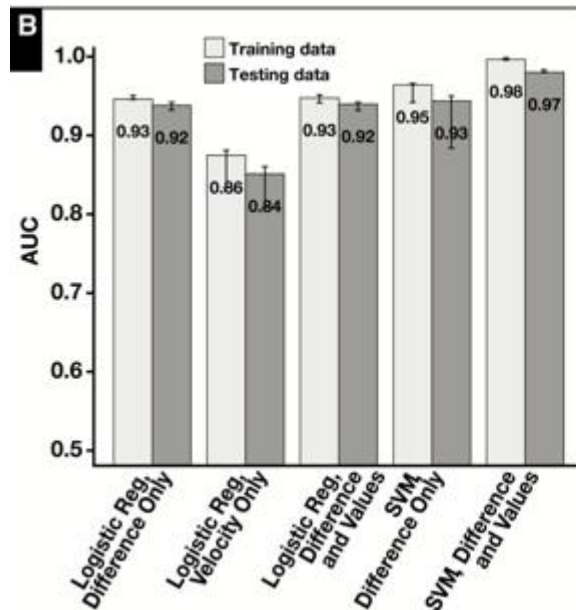 B
Training data
Testing data
AUC
1.0
0.9
0.8
0.7
0.6
0.5
0.93
0.92
0.86
0.84
0.93
0.92
0.95
0.93
0.98
0.97
Logistic Reg,
Difference Only
Logistic Reg,
Velocity Only
Logistic Reg,
Difference
and Values
SVM,
Difference Only
SVM, Difference
and Values